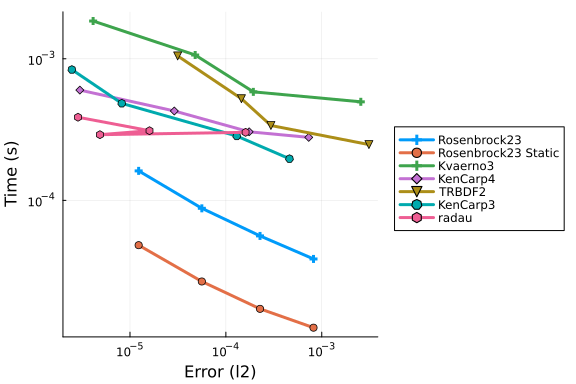 Time (s)
10⁻³
10⁻⁴
10⁻⁵
10⁻⁴
10⁻³
Error (l2)
Rosenbrock23
Rosenbrock23 Static
Kvaerno3
KenCarp4
TRBDF2
KenCarp3
radau